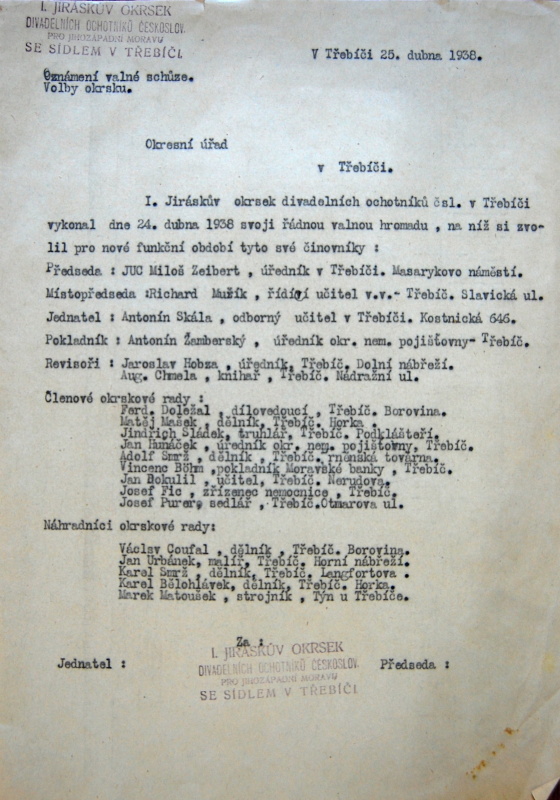 I. JIRÁSKŮV OKRSEK
DIVADELNÍCH OCHOTNÍKŮ ČESKOSLOV.
PRO JIHOZÁPADNÍ MORAVU
SE SÍDLEM V TŘEBÍČI.
V Třebíči 25. dubna 1938.
Oznámení valné schůze.
Volby okrsku.
Okresní úřad
v Třebíči.
I. Jiráskův okrsek divadelních ochotníků čsl. v Třebíči
vykonal dne 24. dubna 1938 svoji řádnou valnou hromadu , na níž si zvo-
lil pro nové funkční období tyto své činovníky :
Předseda : JUC Miloš Zeibert , úředník v Třebíči. Masarykovo náměstí.
Místopředseda :Richard Mužík , řídící učitel v.v.- Třebíč. Slavická ul.
Jednatel : Antonín Skála , odborný učitel v Třebíči. Kostnická 646.
Pokladník : Antonín Žamberský , úředník okr. nem. pojišťovny- Třebíč.
Revisoři : Jaroslav Hobza , úředník, Třebíč. Dolní nábřeží.
Aug. Chmela , knihař , Třebíč. Nádražní ul.
Členové okrskové rady :
Ferd. Doležal , dílovedoucí , Třebíč. Borovina.
Matěj Mašek , dělník, Třebíč. Horka .
Jindřich Sládek, truhlář, Třebíč. Podklášteří.
Jan Hunáček , úředník okr. nem. pojišťovny, Třebíč.
Adolf Smrž , dělník , Třebíč. rněnská továrna.
Vincenc Böhm ,pokladník Moravské banky , Třebíč.
Jan Dokulil , učitel, Třebíč. Nerudova.
Josef Fic , zřízenec nemocnice , Třebíč.
Josef Purer, sedlář , Třebíč.Otmarova ul.
Náhradníci okrskové rady:
Václav Coufal , dělník , Třebíč. Borovina.
Jan Urbánek, malíř, Třebíč. Horní nábřeží.
Karel Smrž , dělník, Třebíč. Langfortova .
Karel Bělohlávek, dělník, Třebíč. Horka.
Marek Matoušek , strojník , Týn u Třebíče.
Za :
I. JIRÁSKŮV OKRSEK
Jednatel :
DIVADELNÍCH OCHOTNÍKŮ ČESKOSLOV.
Předseda :
PRO JIHOZÁPADNÍ MORAVU
SE SÍDLEM V TŘEBÍČI.